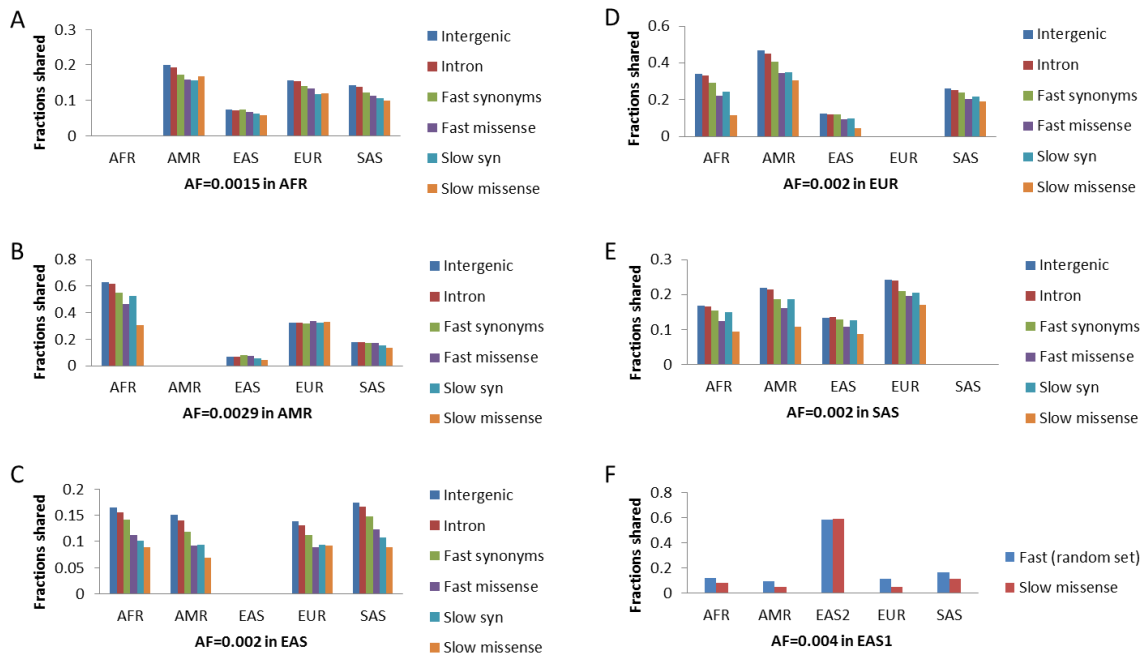 A
Fractions shared
0.3
0.2
0.1
0
AFR AMR EAS EUR SAS
AF=0.0015 in AFR
Intergenic
Intron
Fast synonyms
Fast missense
Slow syn
Slow missense
B
Fractions shared
0.8
0.6
0.4
0.2
0
AFR AMR EAS EUR SAS
AF=0.0029 in AMR
Intergenic
Intron
Fast synonyms
Fast missense
Slow syn
Slow missense
C
Fractions shared
0.2
0.15
0.1
0.05
0
AFR AMR EAS EUR SAS
AF=0.002 in EAS
Intergenic
Intron
Fast synonyms
Fast missense
Slow syn
Slow missense
D
Fractions shared
0.6
0.4
0.2
0
AFR AMR EAS EUR SAS
AF=0.002 in EUR
Intergenic
Intron
Fast synonyms
Fast missense
Slow syn
Slow missense
E
Fractions shared
0.3
0.2
0.1
0
AFR AMR EAS EUR SAS
AF=0.002 in SAS
Intergenic
Intron
Fast synonyms
Fast missense
Slow syn
Slow missense
F
Fractions shared
0.8
0.6
0.4
0.2
0
AFR AMR EAS2 EUR SAS
AF=0.004 in EAS1
Fast (random set)
Slow missense